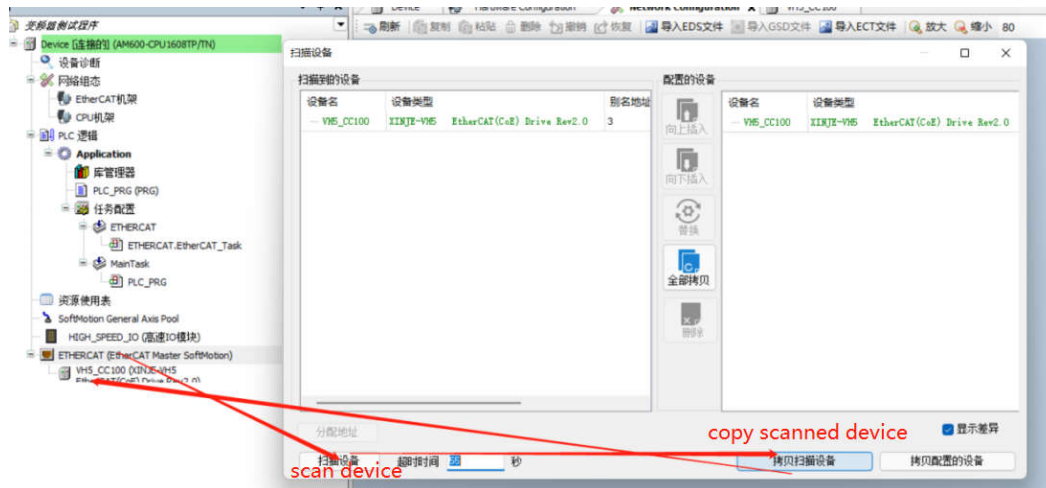 Device
Hardware Configuration
Network Configuration
VH5_CC100
变频器测试程序
刷新
复制
粘贴
删除
撤销
恢复
导入EDS文件
导入GSD文件
导入ECT文件
放大
缩小
80
Device [连接的] (AM600-CPU1608TP/TN)
设备诊断
网络组态
EtherCAT机架
CPU机架
PLC 逻辑
Application
库管理器
PLC_PRG (PRG)
任务配置
ETHERCAT
ETHERCAT.EtherCAT_Task
MainTask
PLC_PRG
资源使用表
SoftMotion General Axis Pool
HIGH_SPEED_IO (高速IO模块)
ETHERCAT (EtherCAT Master SoftMotion)
VH5_CC100 (XINJE-VH5
EtherCAT(CoE) Drive Rev2.0)
扫描设备
扫描到的设备
设备名 设备类型 别名地址
VH5_CC100 XINJE-VH5 EtherCAT(CoE) Drive Rev2.0 3
向上插入
向下插入
替换
全部拷贝
删除
配置的设备
设备名 设备类型
VH5_CC100 XINJE-VH5 EtherCAT(CoE) Drive Rev2.0
分配地址
copy scanned device
显示差异
扫描设备
超时时间
秒
拷贝扫描设备
拷贝配置的设备
scan device